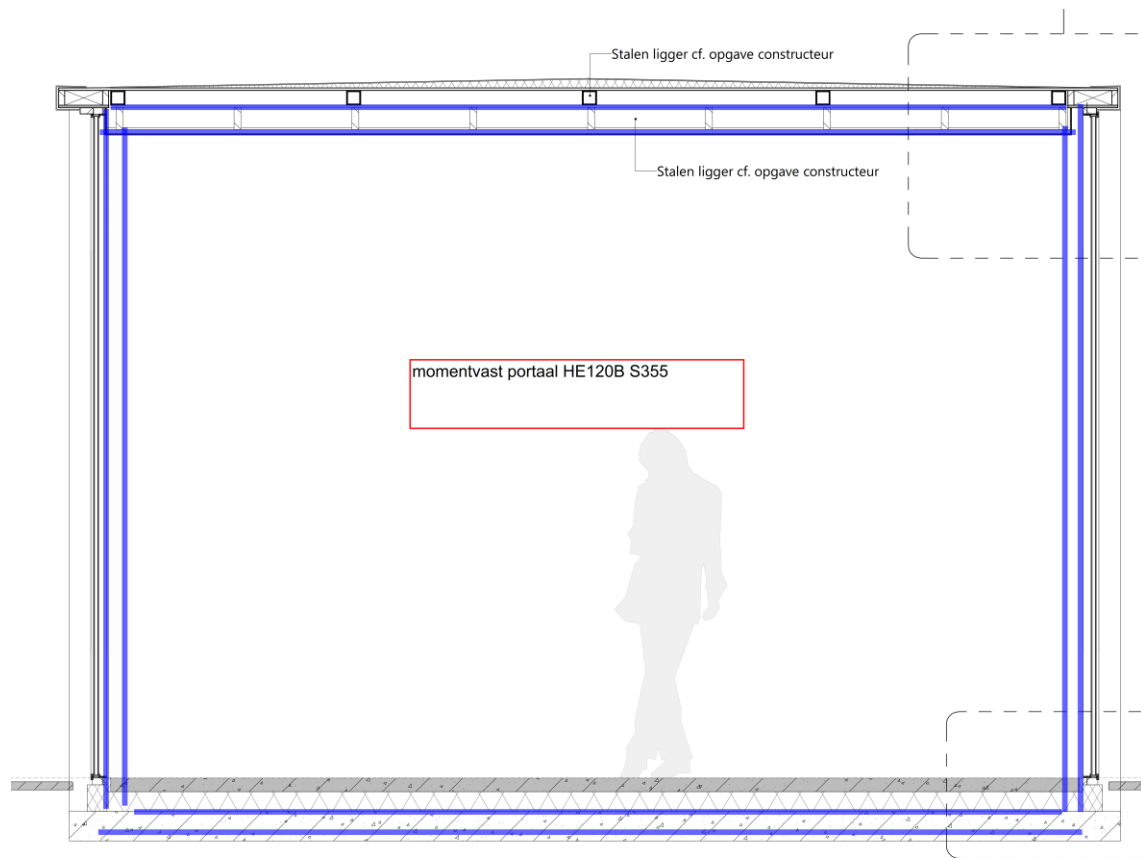 Stalen ligger cf. opgave constructeur
Stalen ligger cf. opgave constructeur
momentvast portaal HE120B S355